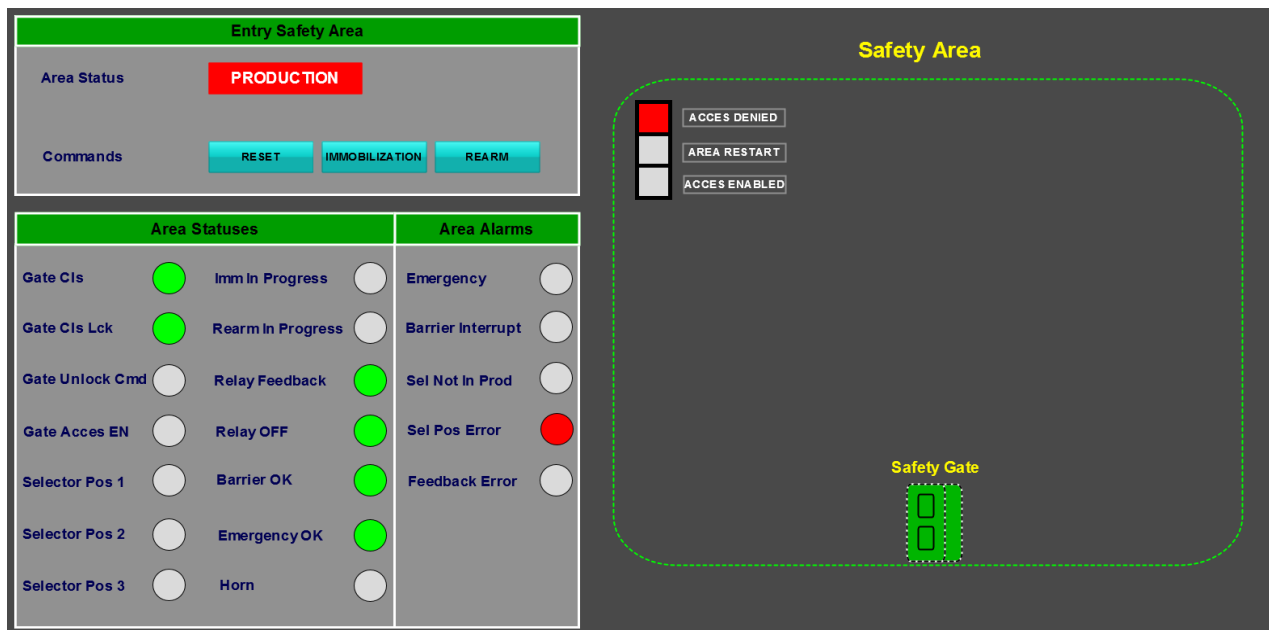 Entry Safety Area
Area Status
PRODUCTION
Commands
RESET
IMMOBILIZATION
REARM
Area Statuses
Area Alarms
Gate Cls
Imm In Progress
Emergency
Gate Cls Lck
Rearm In Progress
Barrier Interrupt
Gate Unlock Cmd
Relay Feedback
Sel Not In Prod
Gate Acces EN
Relay OFF
Sel Pos Error
Selector Pos 1
Barrier OK
Feedback Error
Selector Pos 2
Emergency OK
Selector Pos 3
Horn
Safety Area
ACCES DENIED
AREA RESTART
ACCES ENABLED
Safety Gate